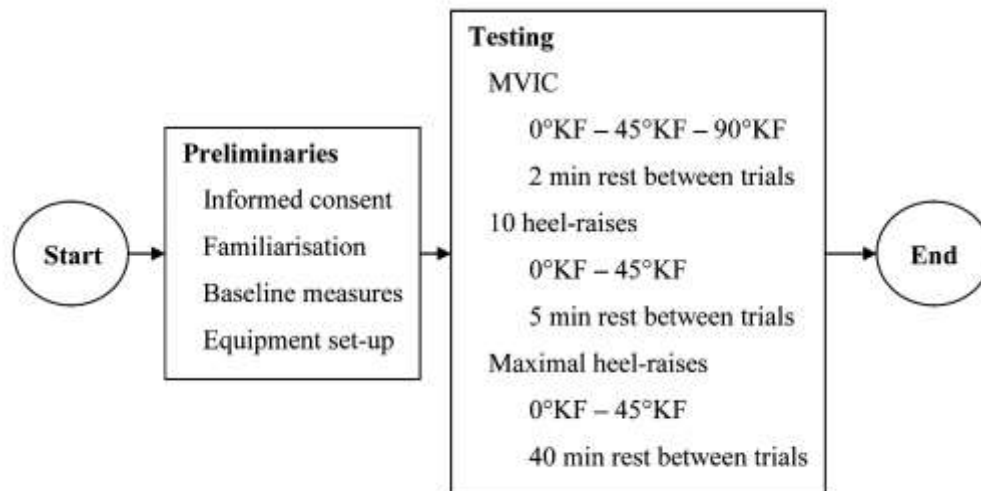 Start
Preliminaries
Informed consent
Familiarisation
Baseline measures
Equipment set-up
Testing
MVIC
0°KF – 45°KF – 90°KF
2 min rest between trials
10 heel-raises
0°KF – 45°KF
5 min rest between trials
Maximal heel-raises
0°KF – 45°KF
40 min rest between trials
End